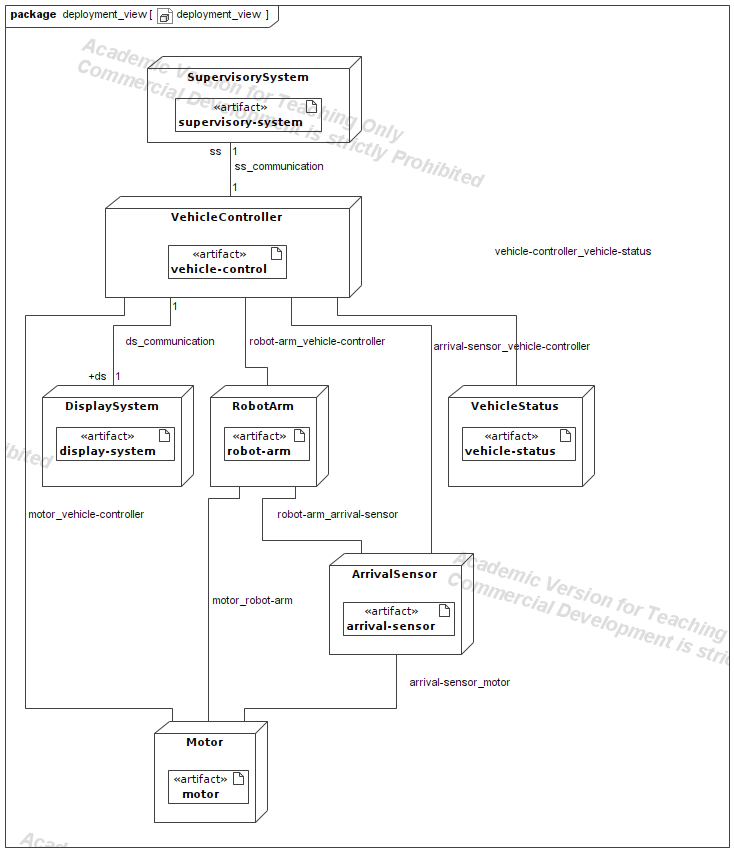 package deployment_view [ deployment_view ]
Academic Version for Teaching Only
Commercial Development is strictly Prohibited
SupervisorySystem
«artifact»
supervisory-system
ss 1
ss_communication
1
VehicleController
«artifact»
vehicle-control
vehicle-controller_vehicle-status
1
ds_communication
robot-arm_vehicle-controller
arrival-sensor_vehicle-controller
+ds 1
DisplaySystem
«artifact»
display-system
RobotArm
«artifact»
robot-arm
VehicleStatus
«artifact»
vehicle-status
motor_vehicle-controller
robot-arm_arrival-sensor
ArrivalSensor
«artifact»
arrival-sensor
Academic Version for Teaching
Commercial Development is stric
motor_robot-arm
arrival-sensor_motor
Motor
«artifact»
motor